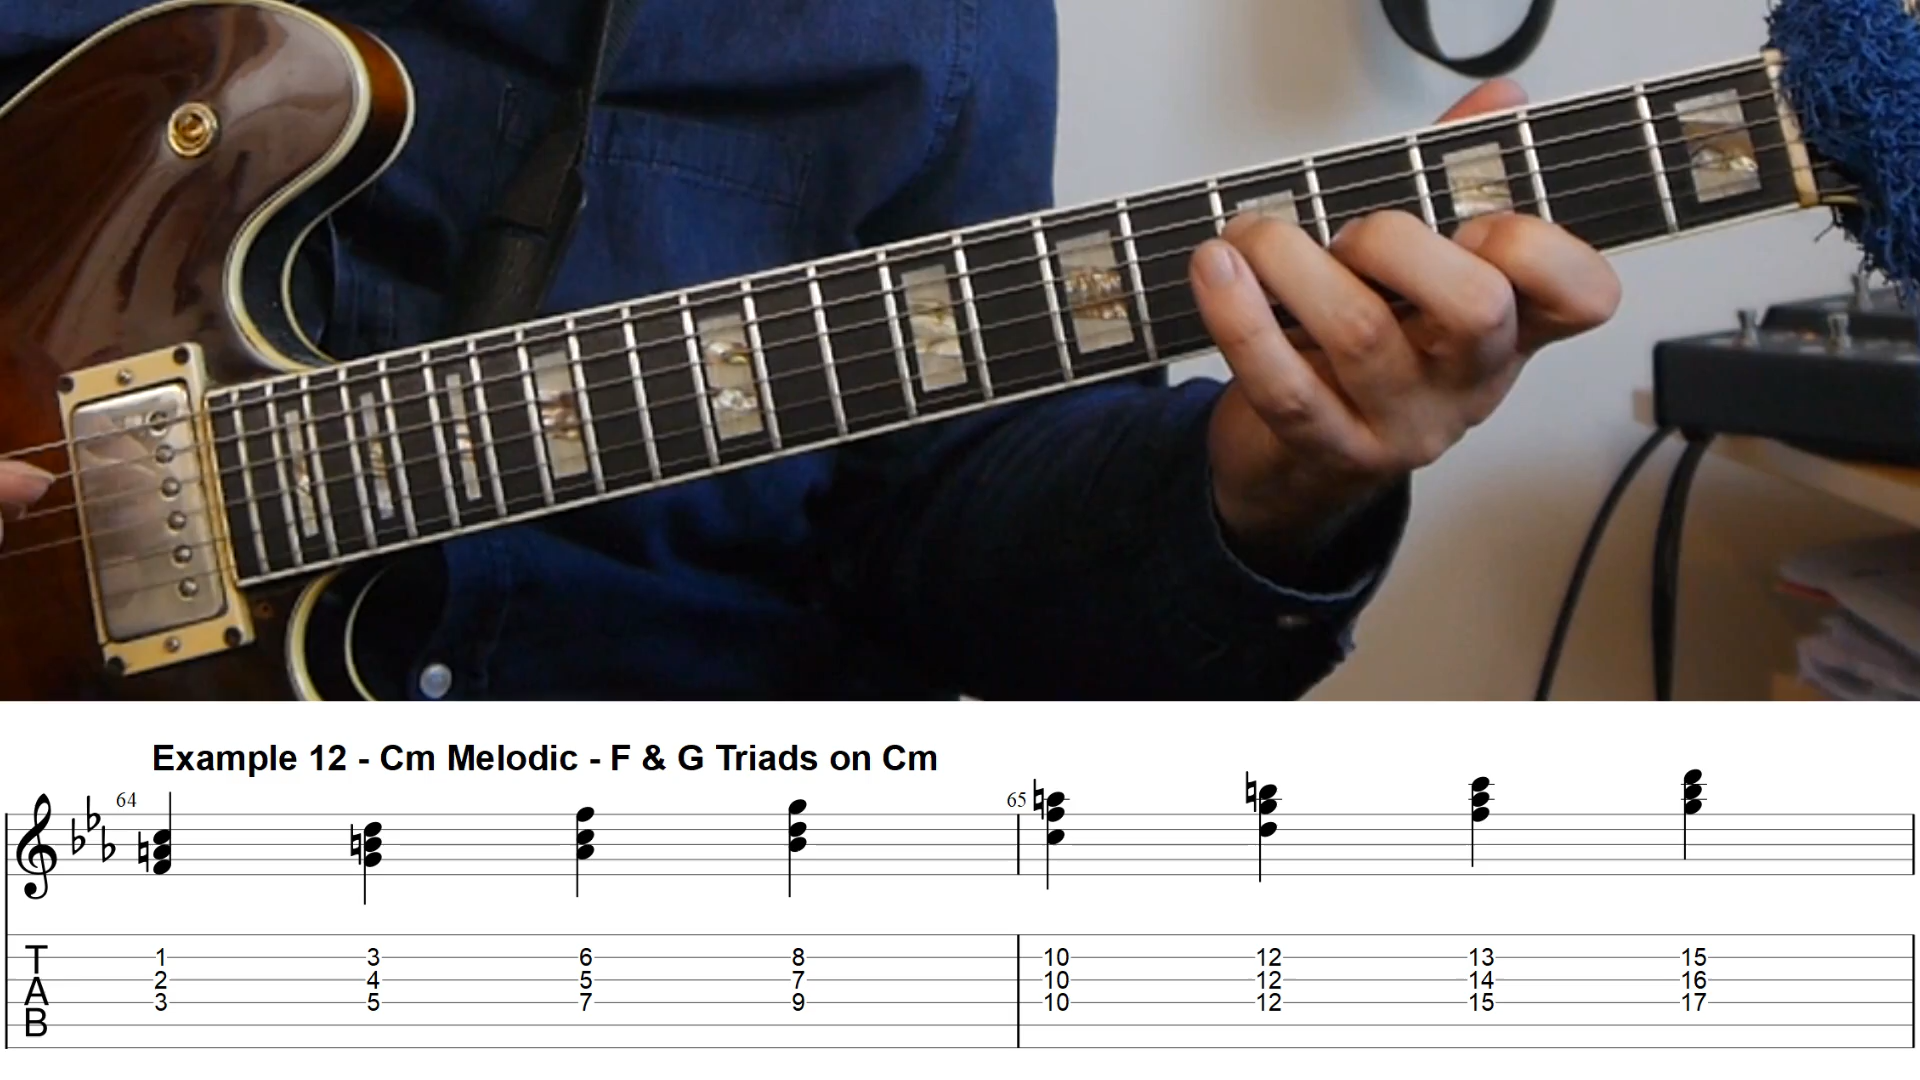 Example 12 - Cm Melodic - F & G Triads on Cm
64 65
T 1 3 6 8 10 12 13 15
A 2 4 5 7 10 12 14 16
B 3 5 7 9 10 12 15 17